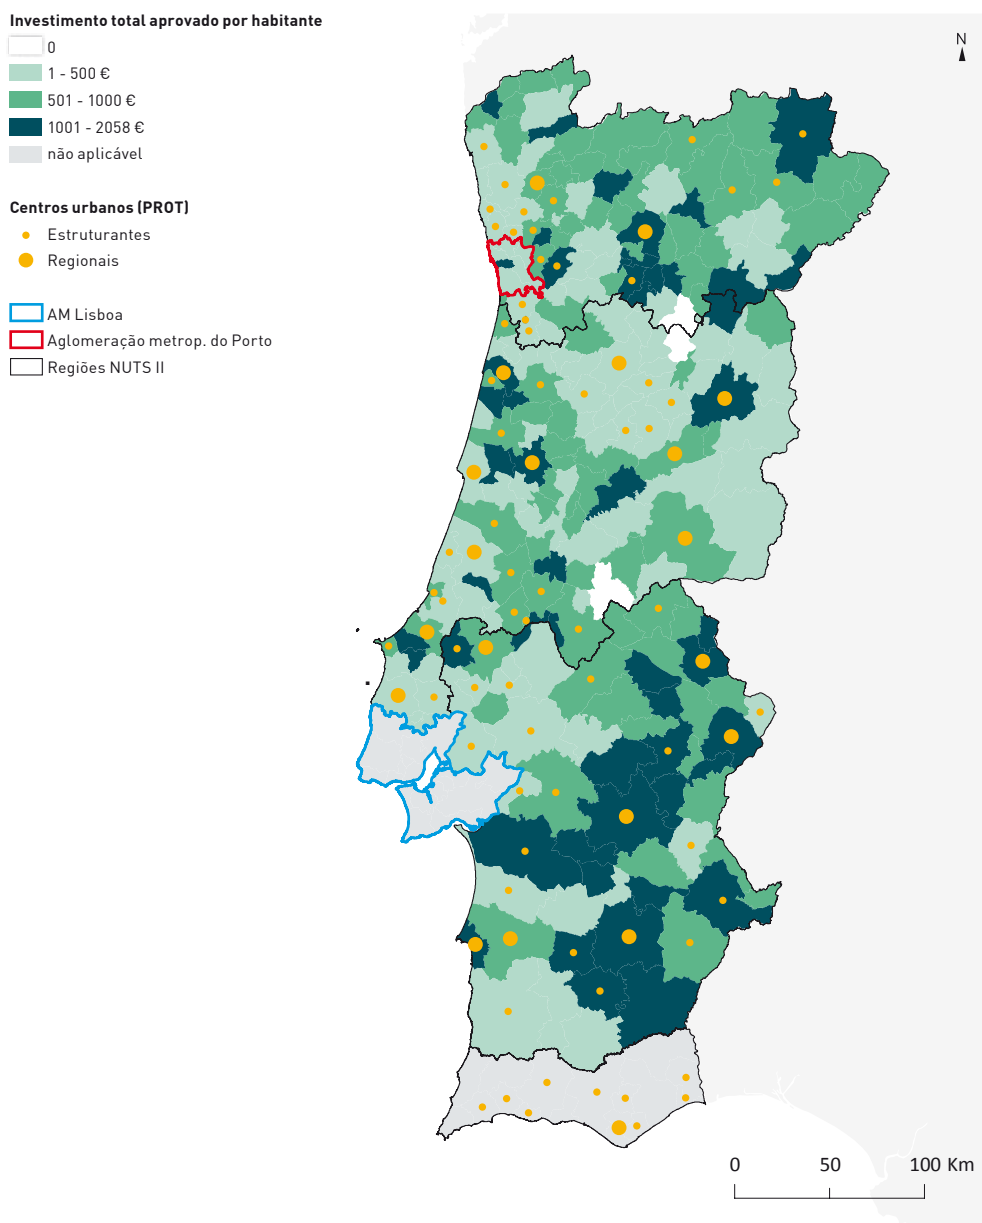 Investimento total aprovado por habitante
0
1 - 500 €
501 - 1000 €
1001 - 2058 €
não aplicável
Centros urbanos (PROT)
Estruturantes
Regionais
AM Lisboa
Aglomeração metrop. do Porto
Regiões NUTS II
N
0 50 100 Km